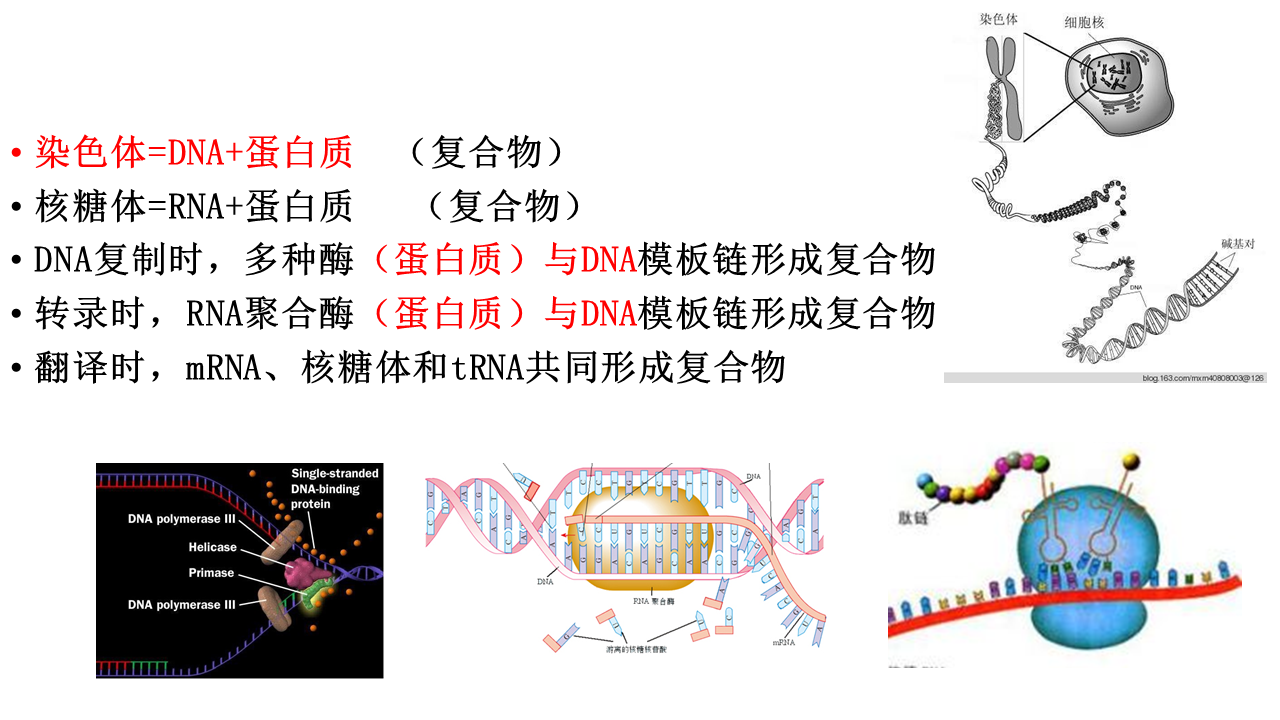 染色体
细胞核
• 染色体=DNA+蛋白质 （复合物）
• 核糖体=RNA+蛋白质 （复合物）
• DNA复制时，多种酶（蛋白质）与DNA模板链形成复合物
• 转录时，RNA聚合酶（蛋白质）与DNA模板链形成复合物
• 翻译时，mRNA、核糖体和tRNA共同形成复合物
碱基对
DNA
blog.163.com/mxm40808003@126
Single-stranded
DNA-binding
protein
DNA polymerase III
Helicase
Primase
DNA polymerase III
DNA
DNA
RNA 聚合酶
游离的核糖核苷酸
mRNA
肽链